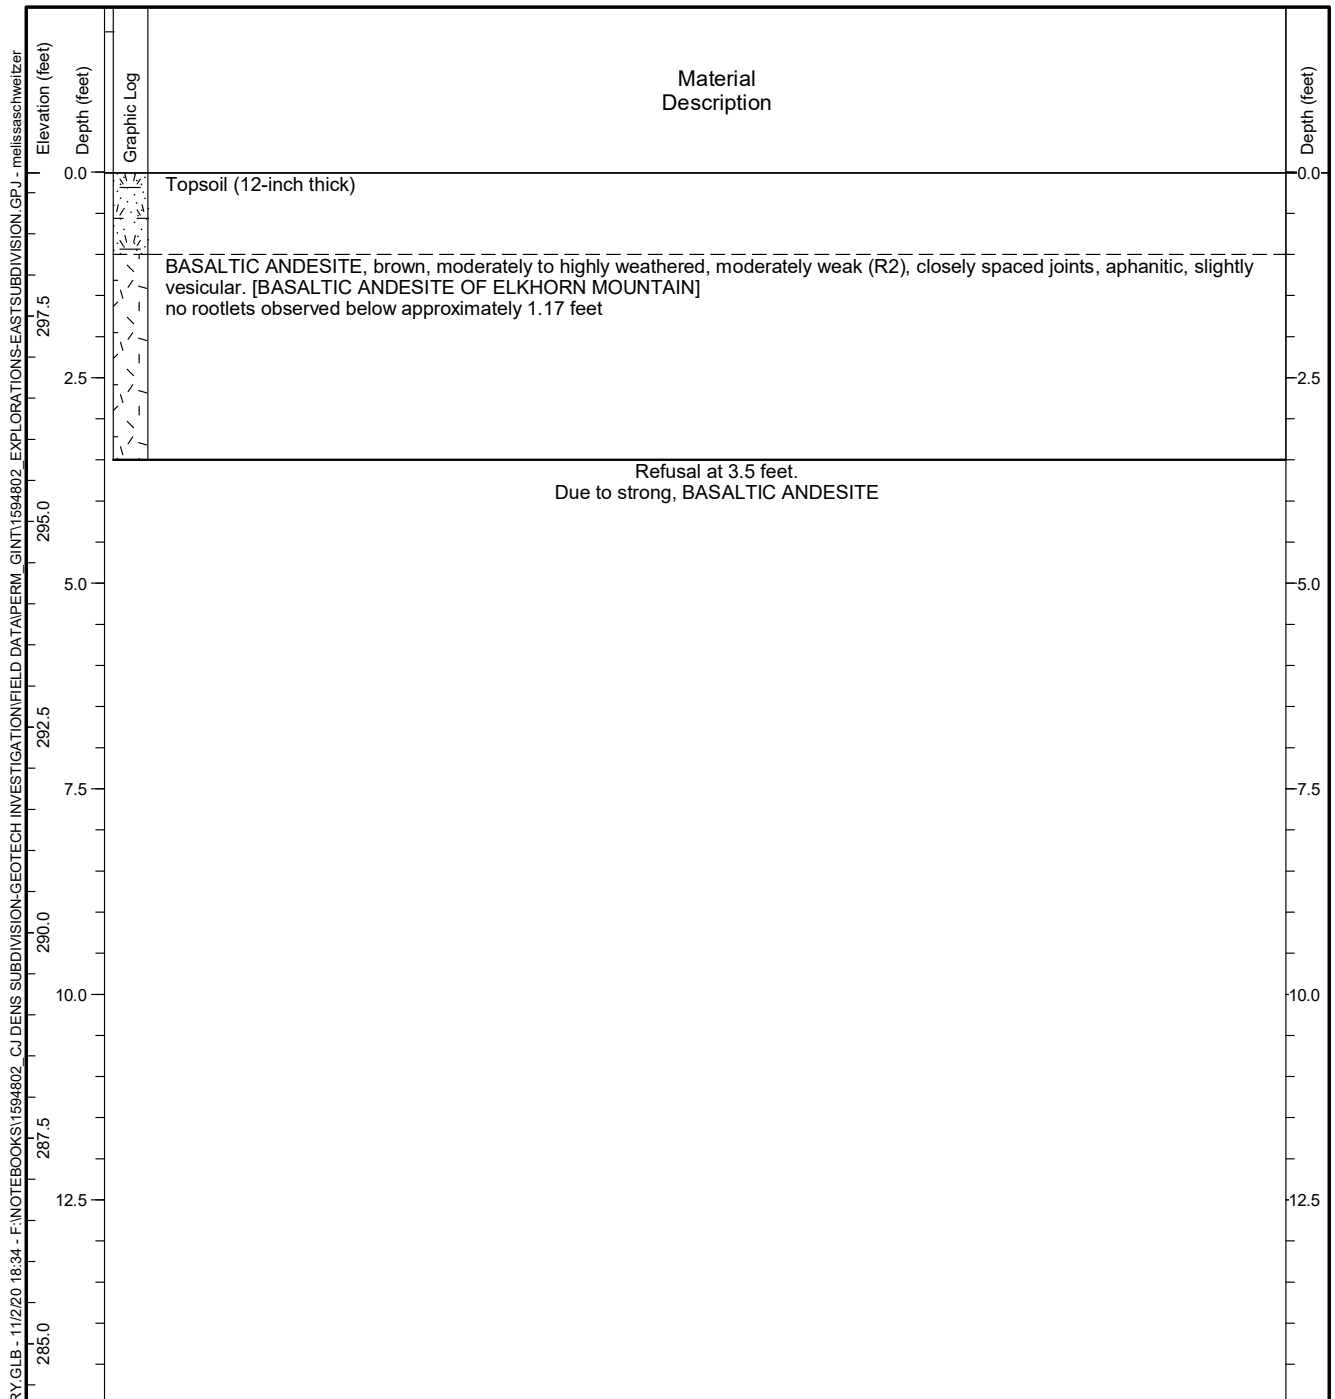 RY.GLB - 11/2/20 18:34 - F:\NOTEBOOKS\1594802_CJ DENS SUBDIVISION-GEOTECH INVESTIGATION\FIELD DATA\PERM_GINT\1594802_EXPLORATIONS-EASTSUBDIVISION.GPJ - melissaschweitzer
Elevation (feet)
Depth (feet)
Graphic Log
Material
Description
Depth (feet)
0.0
0.0
Topsoil (12-inch thick)
BASALTIC ANDESITE, brown, moderately to highly weathered, moderately weak (R2), closely spaced joints, aphanitic, slightly
vesicular. [BASALTIC ANDESITE OF ELKHORN MOUNTAIN]
no rootlets observed below approximately 1.17 feet
297.5
2.5
2.5
Refusal at 3.5 feet.
Due to strong, BASALTIC ANDESITE
295.0
5.0
5.0
292.5
7.5
7.5
290.0
10.0
10.0
287.5
12.5
12.5
285.0